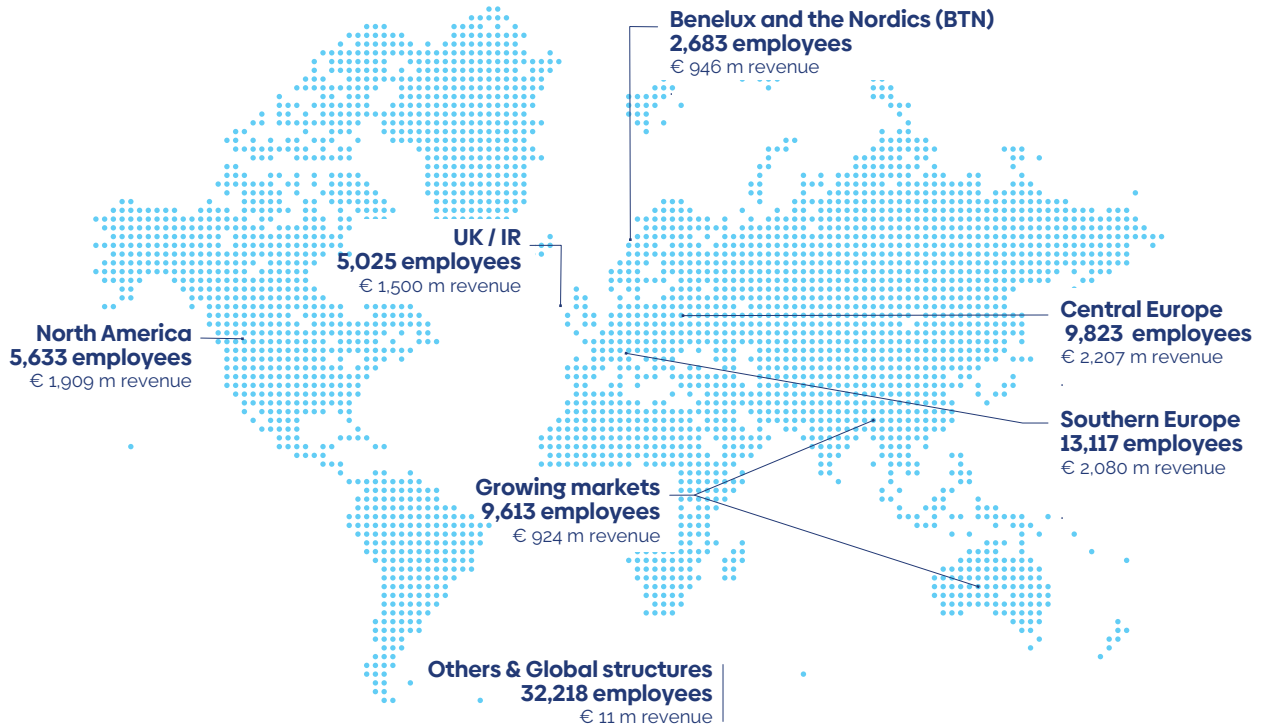 Benelux and the Nordics (BTN)
2,683 employees
€ 946 m revenue
UK / IR
5,025 employees
€ 1,500 m revenue
North America
5,633 employees
€ 1,909 m revenue
Central Europe
9,823 employees
€ 2,207 m revenue
Southern Europe
13,117 employees
€ 2,080 m revenue
Growing markets
9,613 employees
€ 924 m revenue
Others & Global structures
32,218 employees
€ 11 m revenue